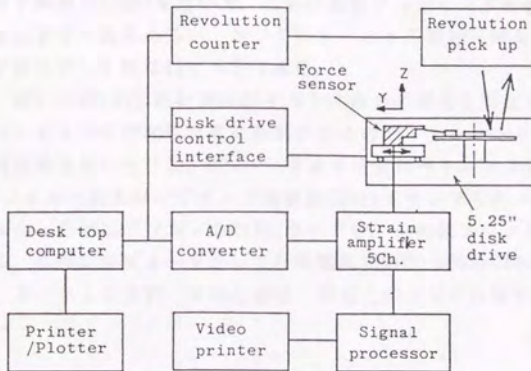 Revolution
counter
Revolution
pick up
Force
sensor
Z
Y
Disk drive
control
interface
5.25"
disk
drive
Desk top
computer
A/D
converter
Strain
amplifier
5Ch.
Printer
/Plotter
Video
printer
Signal
processor